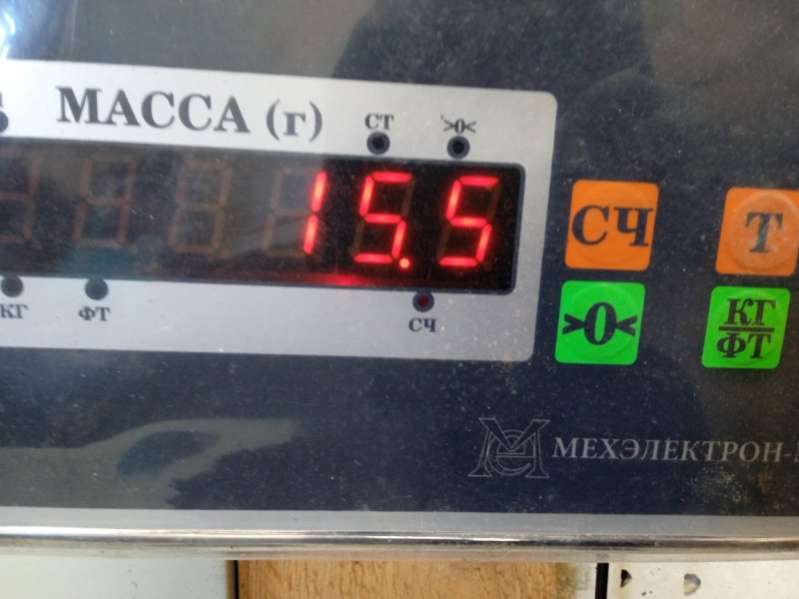 МАССА (г)
СТ
>0<
15.5
КГ
ФТ
СЧ
СЧ
Т
>0<
КГ
ФТ
МЕХЭЛЕКТРОН-